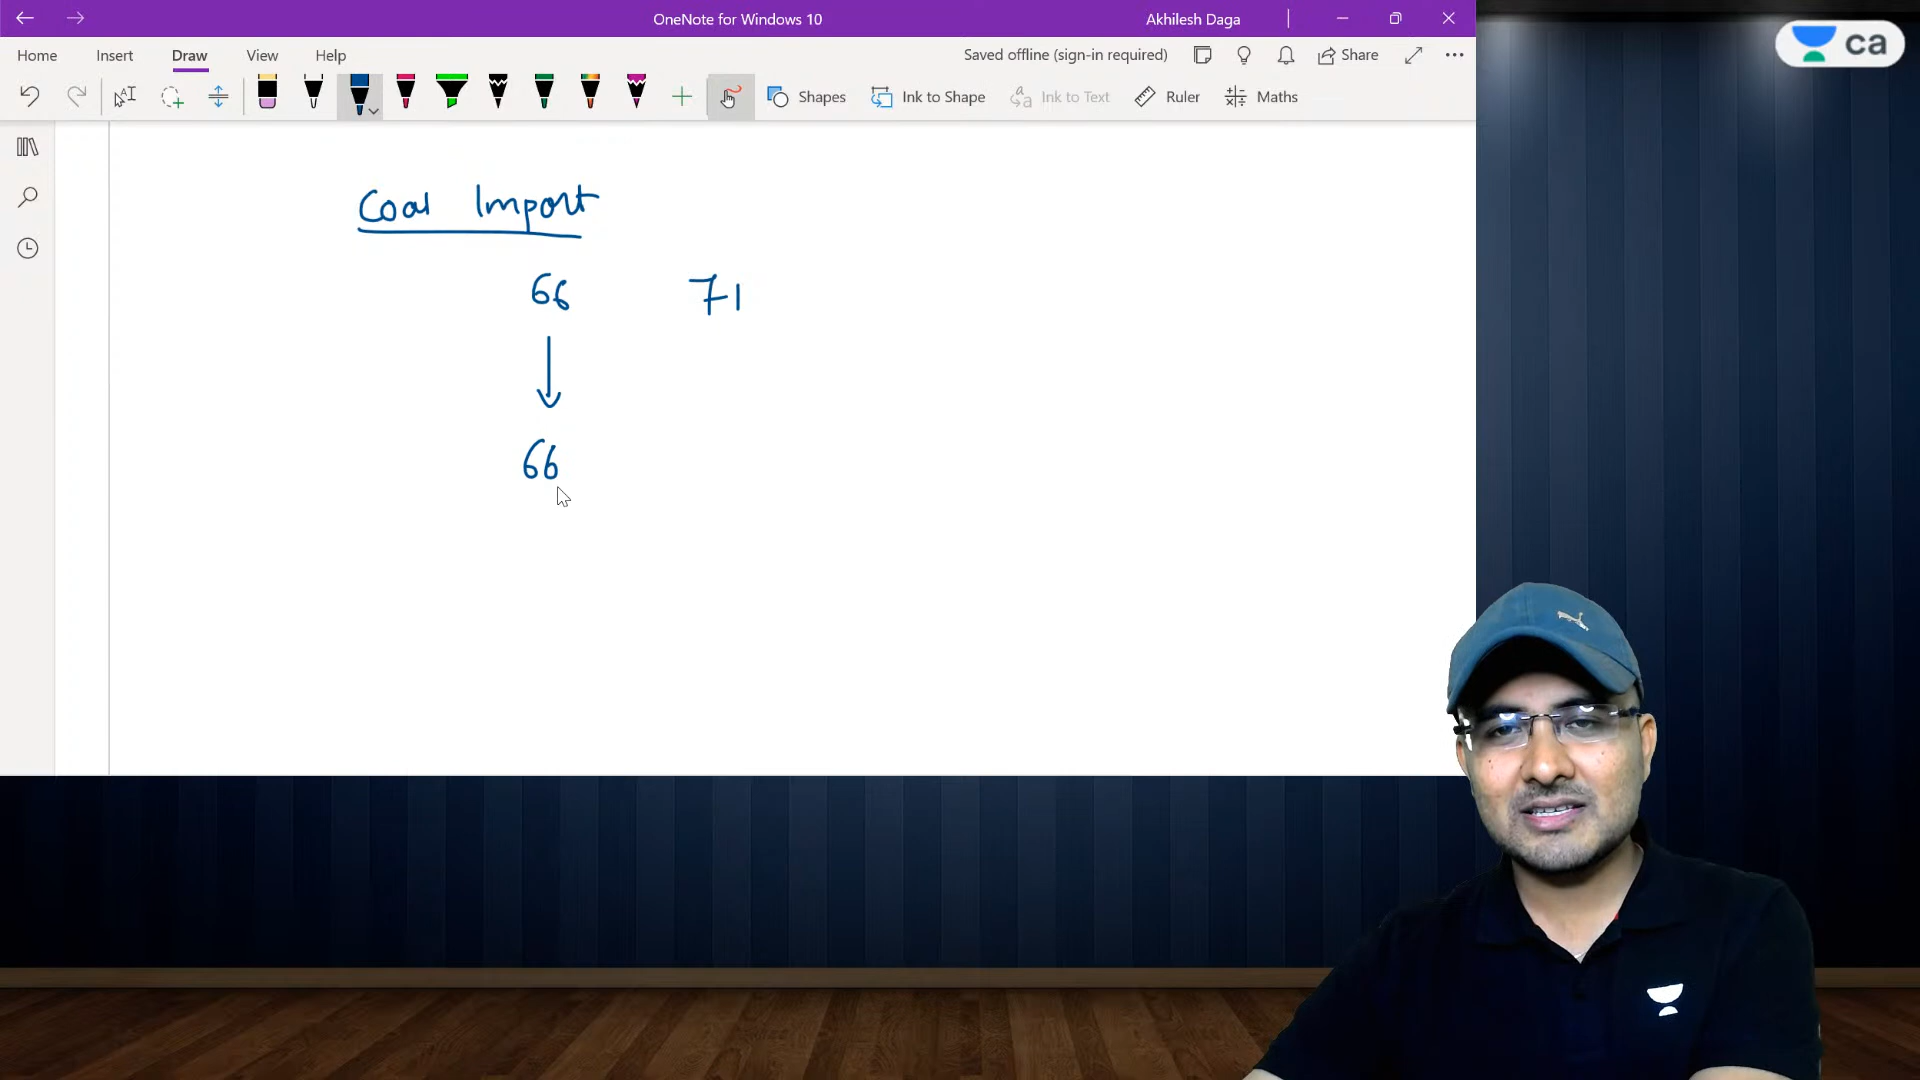 OneNote for Windows 10
Akhilesh Daga
Home Insert Draw View Help
Saved offline (sign-in required)
Share
Shapes
Ink to Shape
Ink to Text
Ruler
Maths
ca
Coal Import
66 71
66